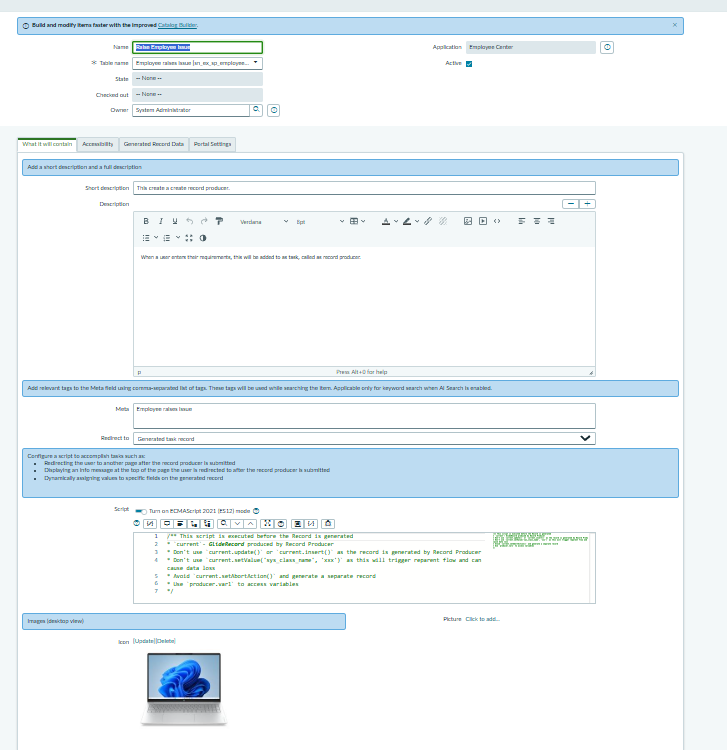 Build and modify items faster with the improved Catalog Builder.
Name Raise Employee Issue
Application Employee Center
Table name Employee raises issue [sn_ex_sp_employee...
Active
State -- None --
Checked out -- None --
Owner System Administrator
What it will contain Accessibility Generated Record Data Portal Settings
Add a short description and a full description
Short description This create a create record producer.
Description
B I U Verdana 8pt
When a user enters their requirements, this will be added to as task, called as record producer.
p Press Alt+0 for help
Add relevant tags to the Meta field using comma-separated list of tags. These tags will be used while searching the item. Applicable only for keyword search when AI Search is enabled.
Meta Employee raises issue
Redirect to Generated task record
Configure a script to accomplish tasks such as:
Redirecting the user to another page after the record producer is submitted
Displaying an info message at the top of the page the user is redirected to after the record producer is submitted
Dynamically assigning values to specific fields on the generated record
Script Turn on ECMAScript 2021 (ES12) mode
1 /** This script is executed before the Record is generated
2 * `current`- GlideRecord produced by Record Producer
3 * Don't use `current.update()` or `current.insert()` as the record is generated by Record Producer
4 * Don't use `current.setValue('sys_class_name', 'xxx')` as this will trigger reparent flow and can
cause data loss
5 * Avoid `current.setAbortAction()` and generate a separate record
6 * Use `producer.var1` to access variables
7 */
Images (desktop view)
Picture Click to add...
Icon [Update][Delete]